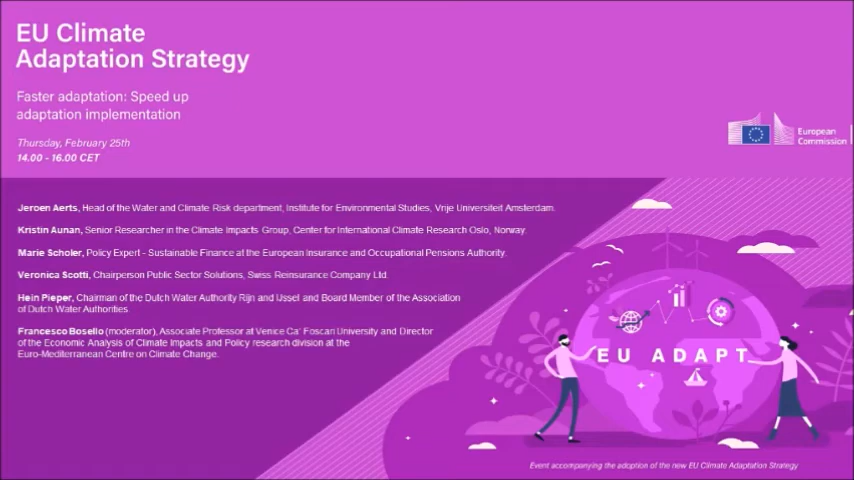 EU Climate
Adaptation Strategy
Faster adaptation: Speed up
adaptation implementation
Thursday, February 25th
14.00 - 16.00 CET
European
Commission
Jeroen Aerts, Head of the Water and Climate Risk department, Institute for Environmental Studies, Vrije Universiteit Amsterdam.
Kristin Aunan, Senior Researcher in the Climate Impacts Group, Center for International Climate Research Oslo, Norway.
Marie Scholer, Policy Expert - Sustainable Finance at the European Insurance and Occupational Pensions Authority.
Veronica Scotti, Chairperson Public Sector Solutions, Swiss Reinsurance Company Ltd.
Hein Pieper, Chairman of the Dutch Water Authority Rijn and IJssel and Board Member of the Association
of Dutch Water Authorities
Francesco Bosello (moderator), Associate Professor at Venice Ca' Foscari University and Director
of the Economic Analysis of Climate Impacts and Policy research division at the
Euro-Mediterranean Centre on Climate Change.
EU ADAPT
Event accompanying the adoption of the new EU Climate Adaptation Strategy